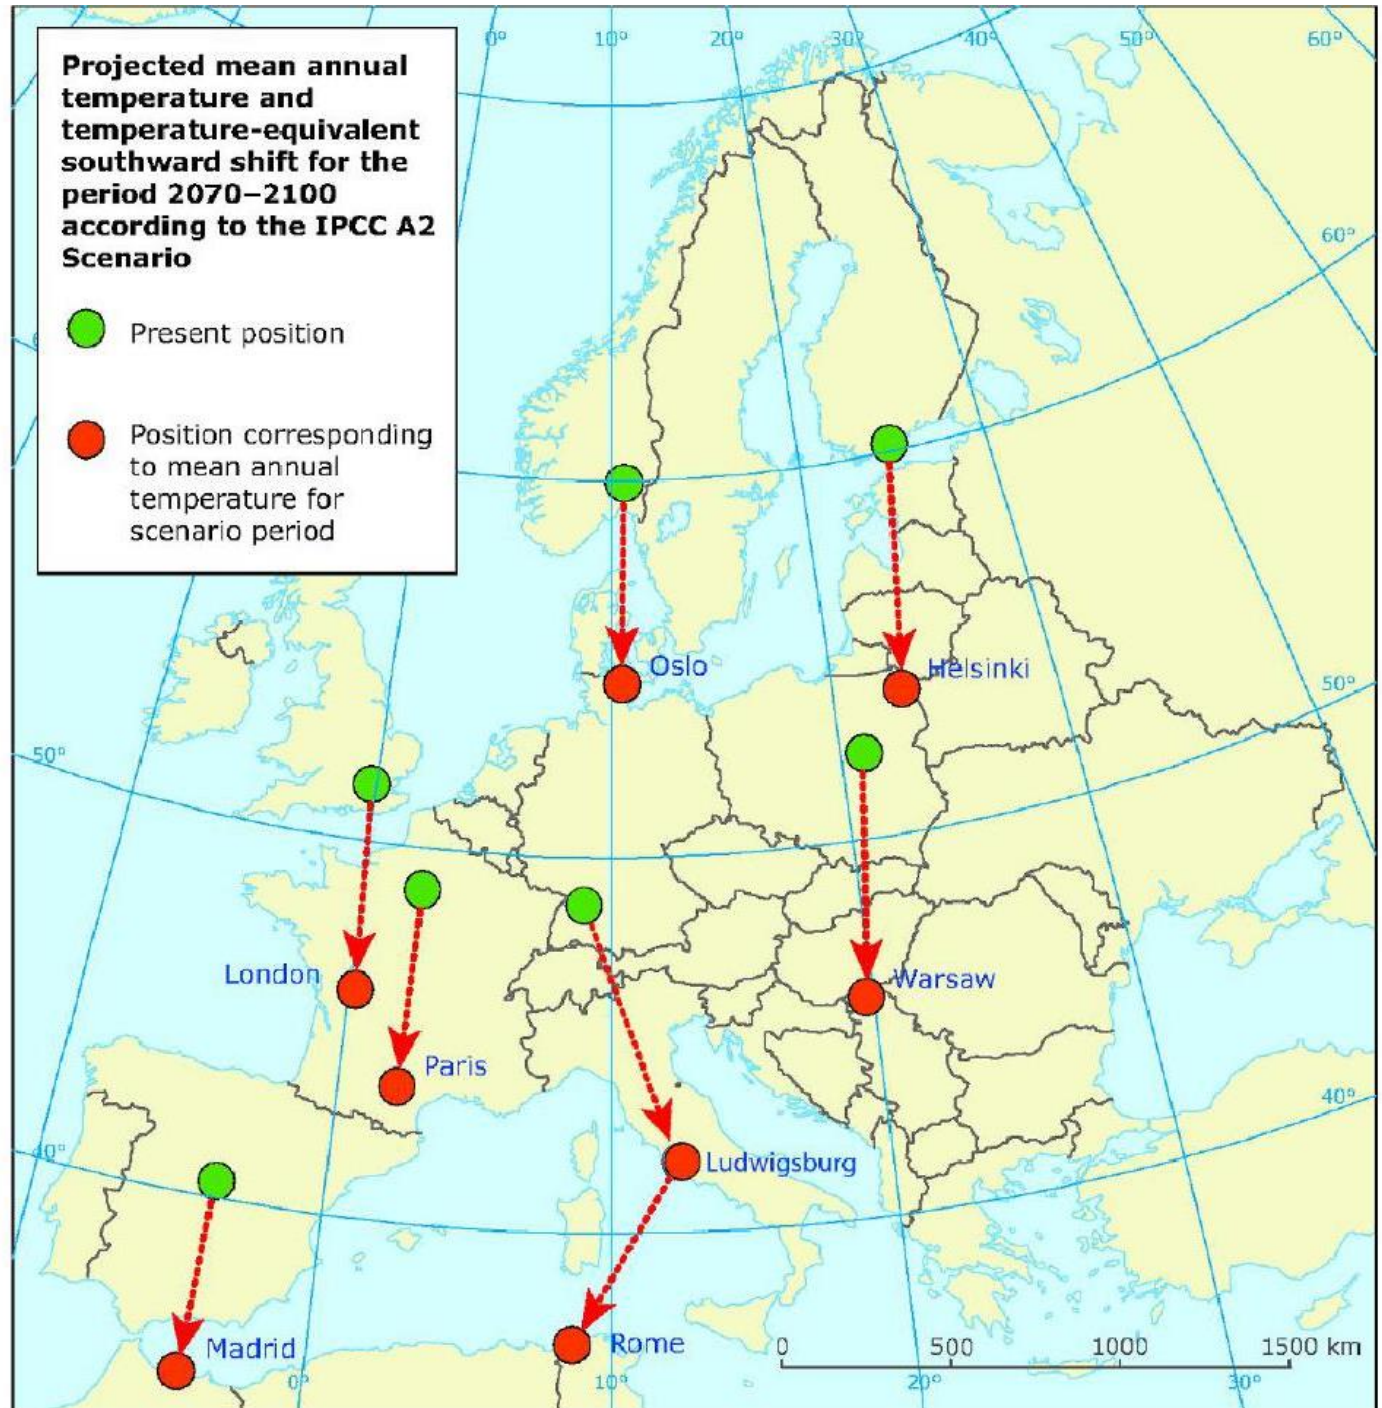 Projected mean annual
temperature and
temperature-equivalent
southward shift for the
period 2070–2100
according to the IPCC A2
Scenario
Present position
Position corresponding
to mean annual
temperature for
scenario period
0°
10°
20°
30°
40°
50°
60°
60°
50°
50°
40°
40°
Oslo
Helsinki
London
Warsaw
Paris
Ludwigsburg
Madrid
Rome
0 500 1000 1500 km
0°
10°
20°
30°